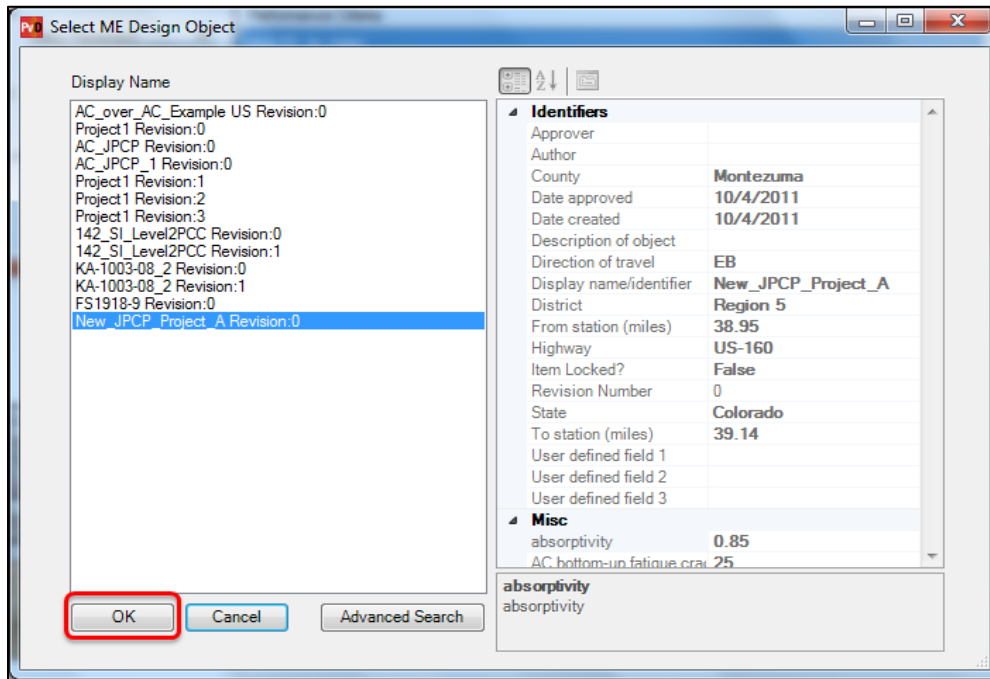 PvD Select ME Design Object
Display Name
AC_over_AC_Example US Revision:0
Project1 Revision:0
AC_JPCP Revision:0
AC_JPCP_1 Revision:0
Project1 Revision:1
Project1 Revision:2
Project1 Revision:3
142_SI_Level2PCC Revision:0
142_SI_Level2PCC Revision:1
KA-1003-08_2 Revision:0
KA-1003-08_2 Revision:1
FS1918-9 Revision:0
New_JPCP_Project_A Revision:0
OK Cancel Advanced Search
Identifiers
Approver
Author
County Montezuma
Date approved 10/4/2011
Date created 10/4/2011
Description of object
Direction of travel EB
Display name/identifier New_JPCP_Project_A
District Region 5
From station (miles) 38.95
Highway US-160
Item Locked? False
Revision Number 0
State Colorado
To station (miles) 39.14
User defined field 1
User defined field 2
User defined field 3
Misc
absorptivity 0.85
AC bottom-up fatigue cra 25
absorptivity
absorptivity